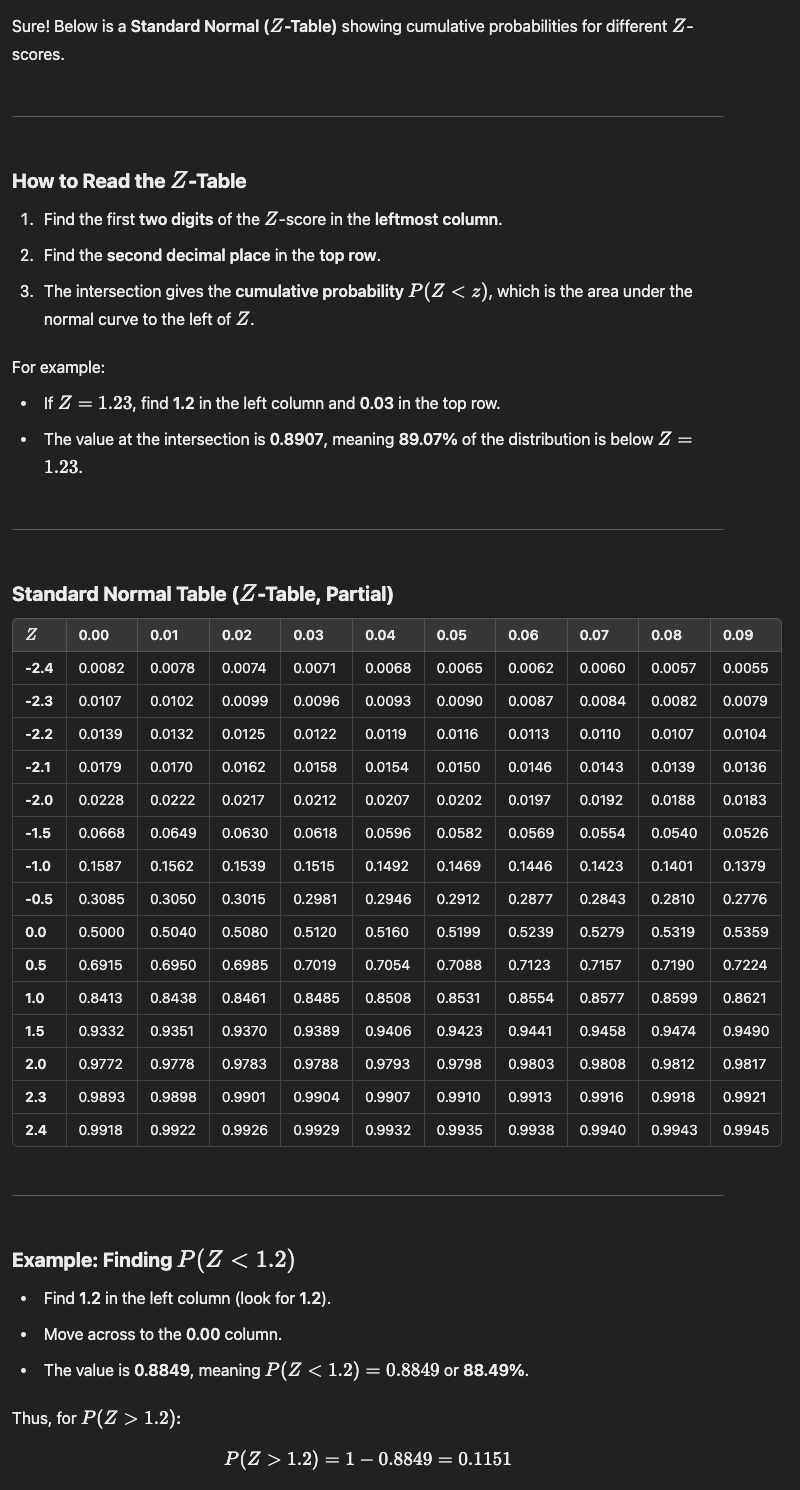 Sure! Below is a Standard Normal (Z-Table) showing cumulative probabilities for different Z-
scores.
How to Read the Z-Table
1. Find the first two digits of the Z-score in the leftmost column.
2. Find the second decimal place in the top row.
3. The intersection gives the cumulative probability P(Z < z), which is the area under the
normal curve to the left of Z.
For example:
• If Z = 1.23, find 1.2 in the left column and 0.03 in the top row.
• The value at the intersection is 0.8907, meaning 89.07% of the distribution is below Z =
1.23.
Standard Normal Table (Z-Table, Partial)
Z 0.00 0.01 0.02 0.03 0.04 0.05 0.06 0.07 0.08 0.09
-2.4 0.0082 0.0078 0.0074 0.0071 0.0068 0.0065 0.0062 0.0060 0.0057 0.0055
-2.3 0.0107 0.0102 0.0099 0.0096 0.0093 0.0090 0.0087 0.0084 0.0082 0.0079
-2.2 0.0139 0.0132 0.0125 0.0122 0.0119 0.0116 0.0113 0.0110 0.0107 0.0104
-2.1 0.0179 0.0170 0.0162 0.0158 0.0154 0.0150 0.0146 0.0143 0.0139 0.0136
-2.0 0.0228 0.0222 0.0217 0.0212 0.0207 0.0202 0.0197 0.0192 0.0188 0.0183
-1.5 0.0668 0.0649 0.0630 0.0618 0.0596 0.0582 0.0569 0.0554 0.0540 0.0526
-1.0 0.1587 0.1562 0.1539 0.1515 0.1492 0.1469 0.1446 0.1423 0.1401 0.1379
-0.5 0.3085 0.3050 0.3015 0.2981 0.2946 0.2912 0.2877 0.2843 0.2810 0.2776
0.0 0.5000 0.5040 0.5080 0.5120 0.5160 0.5199 0.5239 0.5279 0.5319 0.5359
0.5 0.6915 0.6950 0.6985 0.7019 0.7054 0.7088 0.7123 0.7157 0.7190 0.7224
1.0 0.8413 0.8438 0.8461 0.8485 0.8508 0.8531 0.8554 0.8577 0.8599 0.8621
1.5 0.9332 0.9351 0.9370 0.9389 0.9406 0.9423 0.9441 0.9458 0.9474 0.9490
2.0 0.9772 0.9778 0.9783 0.9788 0.9793 0.9798 0.9803 0.9808 0.9812 0.9817
2.3 0.9893 0.9898 0.9901 0.9904 0.9907 0.9910 0.9913 0.9916 0.9918 0.9921
2.4 0.9918 0.9922 0.9926 0.9929 0.9932 0.9935 0.9938 0.9940 0.9943 0.9945
Example: Finding P(Z < 1.2)
• Find 1.2 in the left column (look for 1.2).
• Move across to the 0.00 column.
• The value is 0.8849, meaning P(Z < 1.2) = 0.8849 or 88.49%.
Thus, for P(Z > 1.2):
P(Z > 1.2) = 1 − 0.8849 = 0.1151